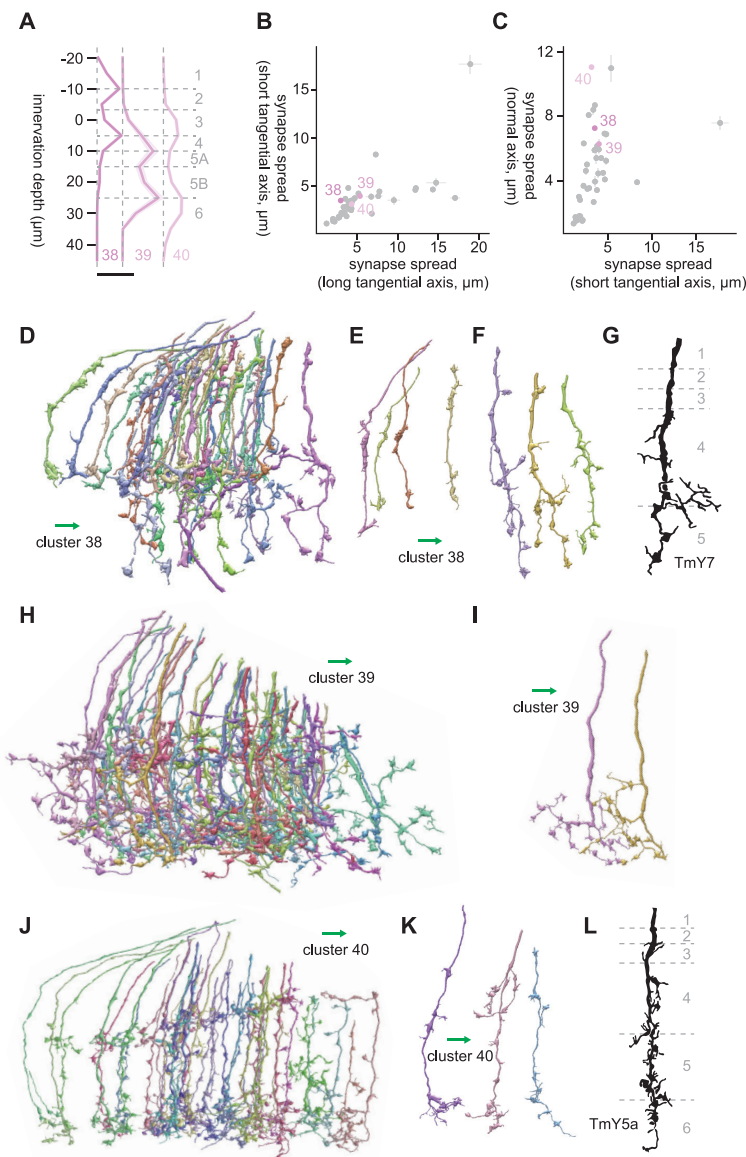 A
-20
-10
0
10
20
30
40
innervation depth (µm)
1
2
3
4
5A
5B
6
38
39
40
B
synapse spread
(short tangential axis, µm)
15
10
5
38
39
40
5
10
15
20
synapse spread
(long tangential axis, µm)
C
synapse spread
(normal axis, µm)
12
8
4
40
38
39
5
10
15
synapse spread
(short tangential axis, µm)
D
cluster 38
E
cluster 38
F
G
1
2
3
4
5
TmY7
H
cluster 39
I
cluster 39
J
cluster 40
K
cluster 40
L
1
2
3
4
5
6
TmY5a